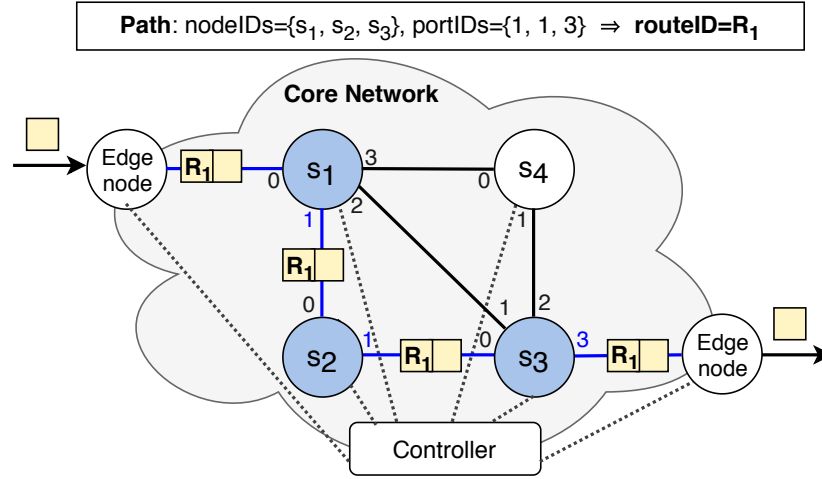 Path: nodeIDs={s₁, s₂, s₃}, portIDs={1, 1, 3} ⇒ routeID=R₁
Core Network
Edge
node
R₁
0
s₁
3
2
1
0
s₄
1
R₁
0
s₂
1
R₁
0
1
2
s₃
3
R₁
Edge
node
Controller